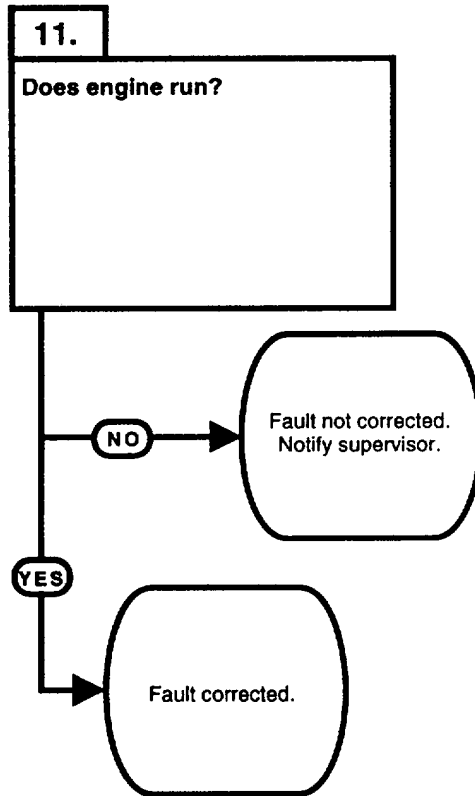 11.
Does engine run?
NO
Fault not corrected.
Notify supervisor.
YES
Fault corrected.